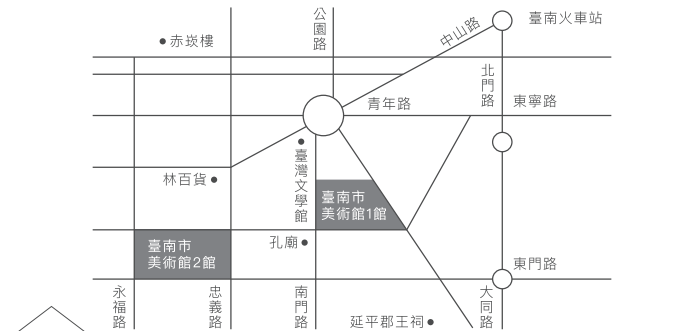 公園路
中山路
臺南火車站
赤崁樓
北門路
青年路
東寧路
臺灣文學館
林百貨
臺南市
美術館1館
臺南市
美術館2館
孔廟
東門路
永福路
忠義路
南門路
大同路
延平郡王祠